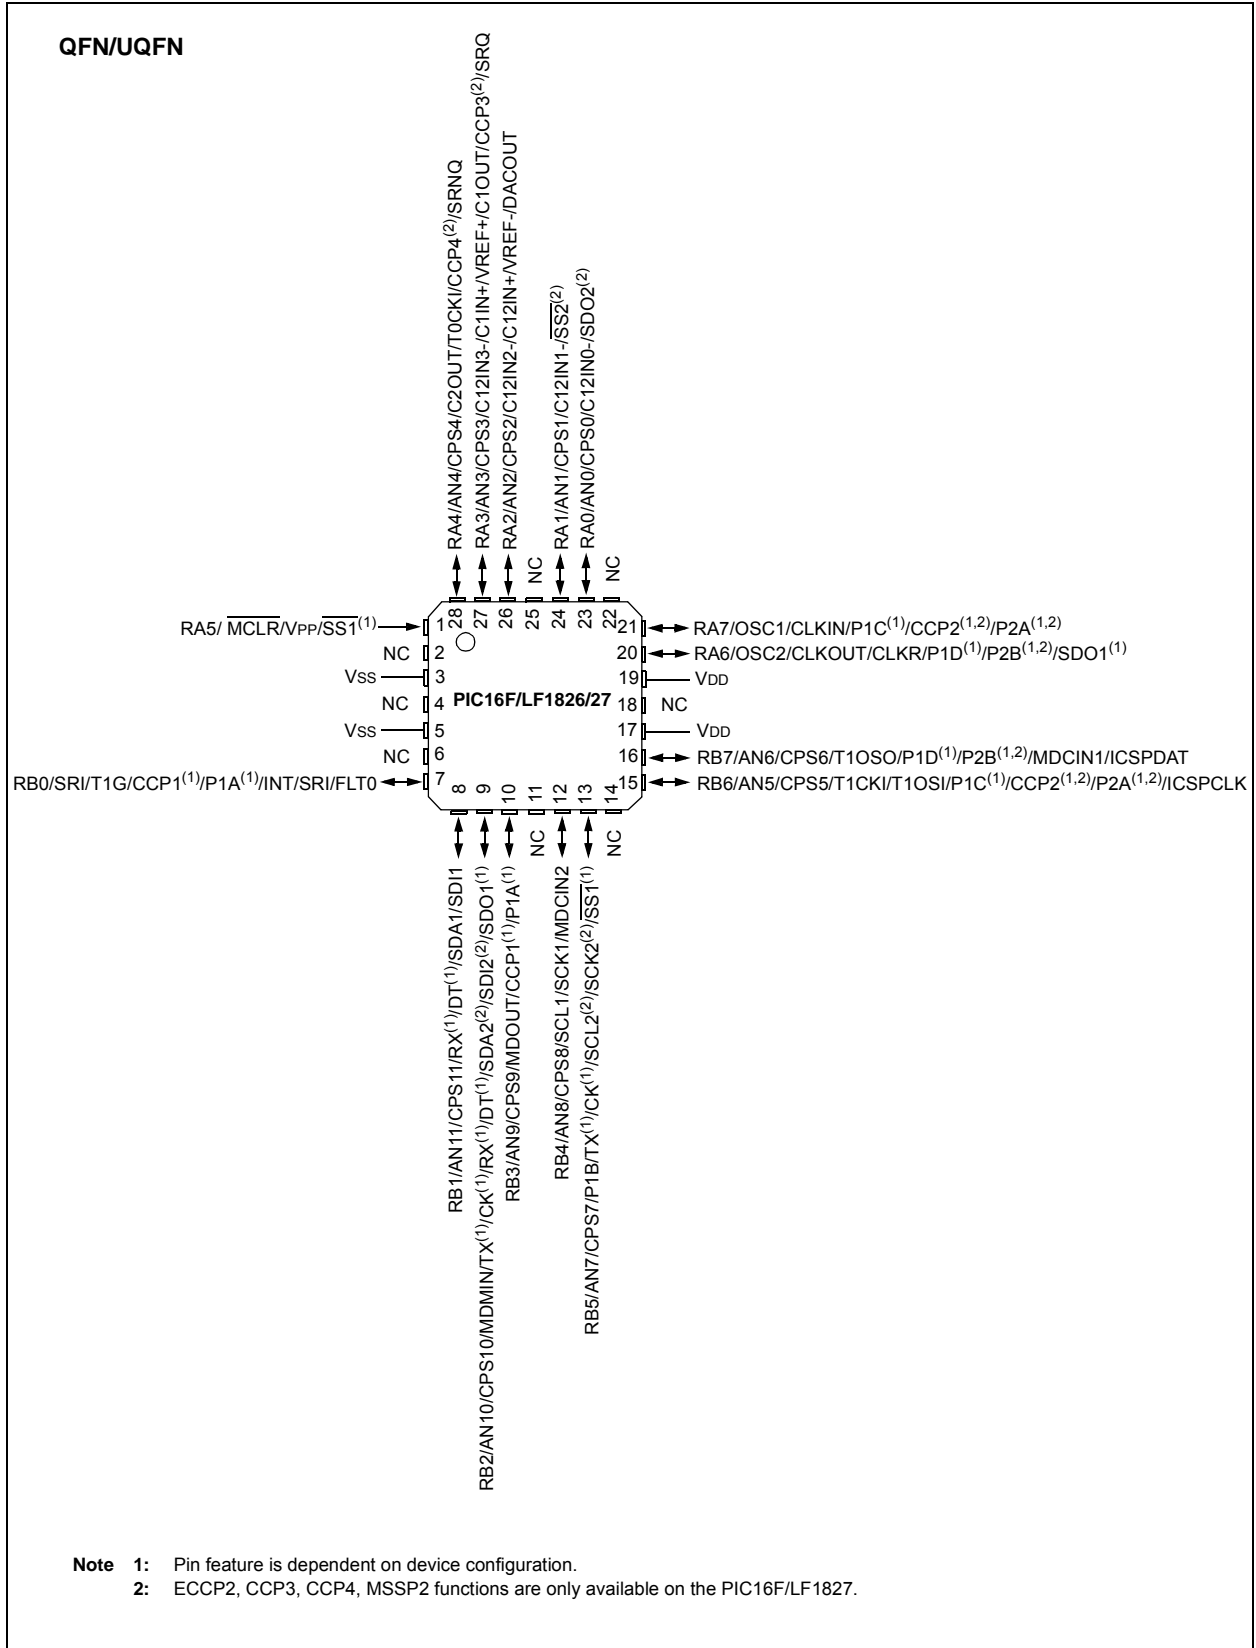 QFN/UQFN
RA4/AN4/CPS4/C2OUT/T0CKI/CCP4(2)/SRNQ
RA3/AN3/CPS3/C12IN3-/C1IN+/VREF+/C1OUT/CCP3(2)/SRQ
RA2/AN2/CPS2/C12IN2-/C12IN+/VREF-/DACOUT
NC
RA1/AN1/CPS1/C12IN1-/SS2(2)
RA0/AN0/CPS0/C12IN0-/SDO2(2)
NC
28 27 26 25 24 23 22
RA5/ MCLR/VPP/SS1(1) 1
NC 2
VSS 3
NC 4
VSS 5
NC 6
RB0/SRI/T1G/CCP1(1)/P1A(1)/INT/SRI/FLT0 7
PIC16F/LF1826/27
21 RA7/OSC1/CLKIN/P1C(1)/CCP2(1,2)/P2A(1,2)
20 RA6/OSC2/CLKOUT/CLKR/P1D(1)/P2B(1,2)/SDO1(1)
19 VDD
18 NC
17 VDD
16 RB7/AN6/CPS6/T1OSO/P1D(1)/P2B(1,2)/MDCIN1/ICSPDAT
15 RB6/AN5/CPS5/T1CKI/T1OSI/P1C(1)/CCP2(1,2)/P2A(1,2)/ICSPCLK
8 9 10 11 12 13 14
RB1/AN11/CPS11/RX(1)/DT(1)/SDA1/SDI1
RB2/AN10/CPS10/MDMIN/TX(1)/CK(1)/RX(1)/DT(1)/SDA2(2)/SDI2(2)/SDO1(1)
RB3/AN9/CPS9/MDOUT/CCP1(1)/P1A(1)
NC
RB4/AN8/CPS8/SCL1/SCK1/MDCIN2
RB5/AN7/CPS7/P1B/TX(1)/CK(1)/SCL2(2)/SCK2(2)/SS1(1)
NC
Note 1: Pin feature is dependent on device configuration.
2: ECCP2, CCP3, CCP4, MSSP2 functions are only available on the PIC16F/LF1827.